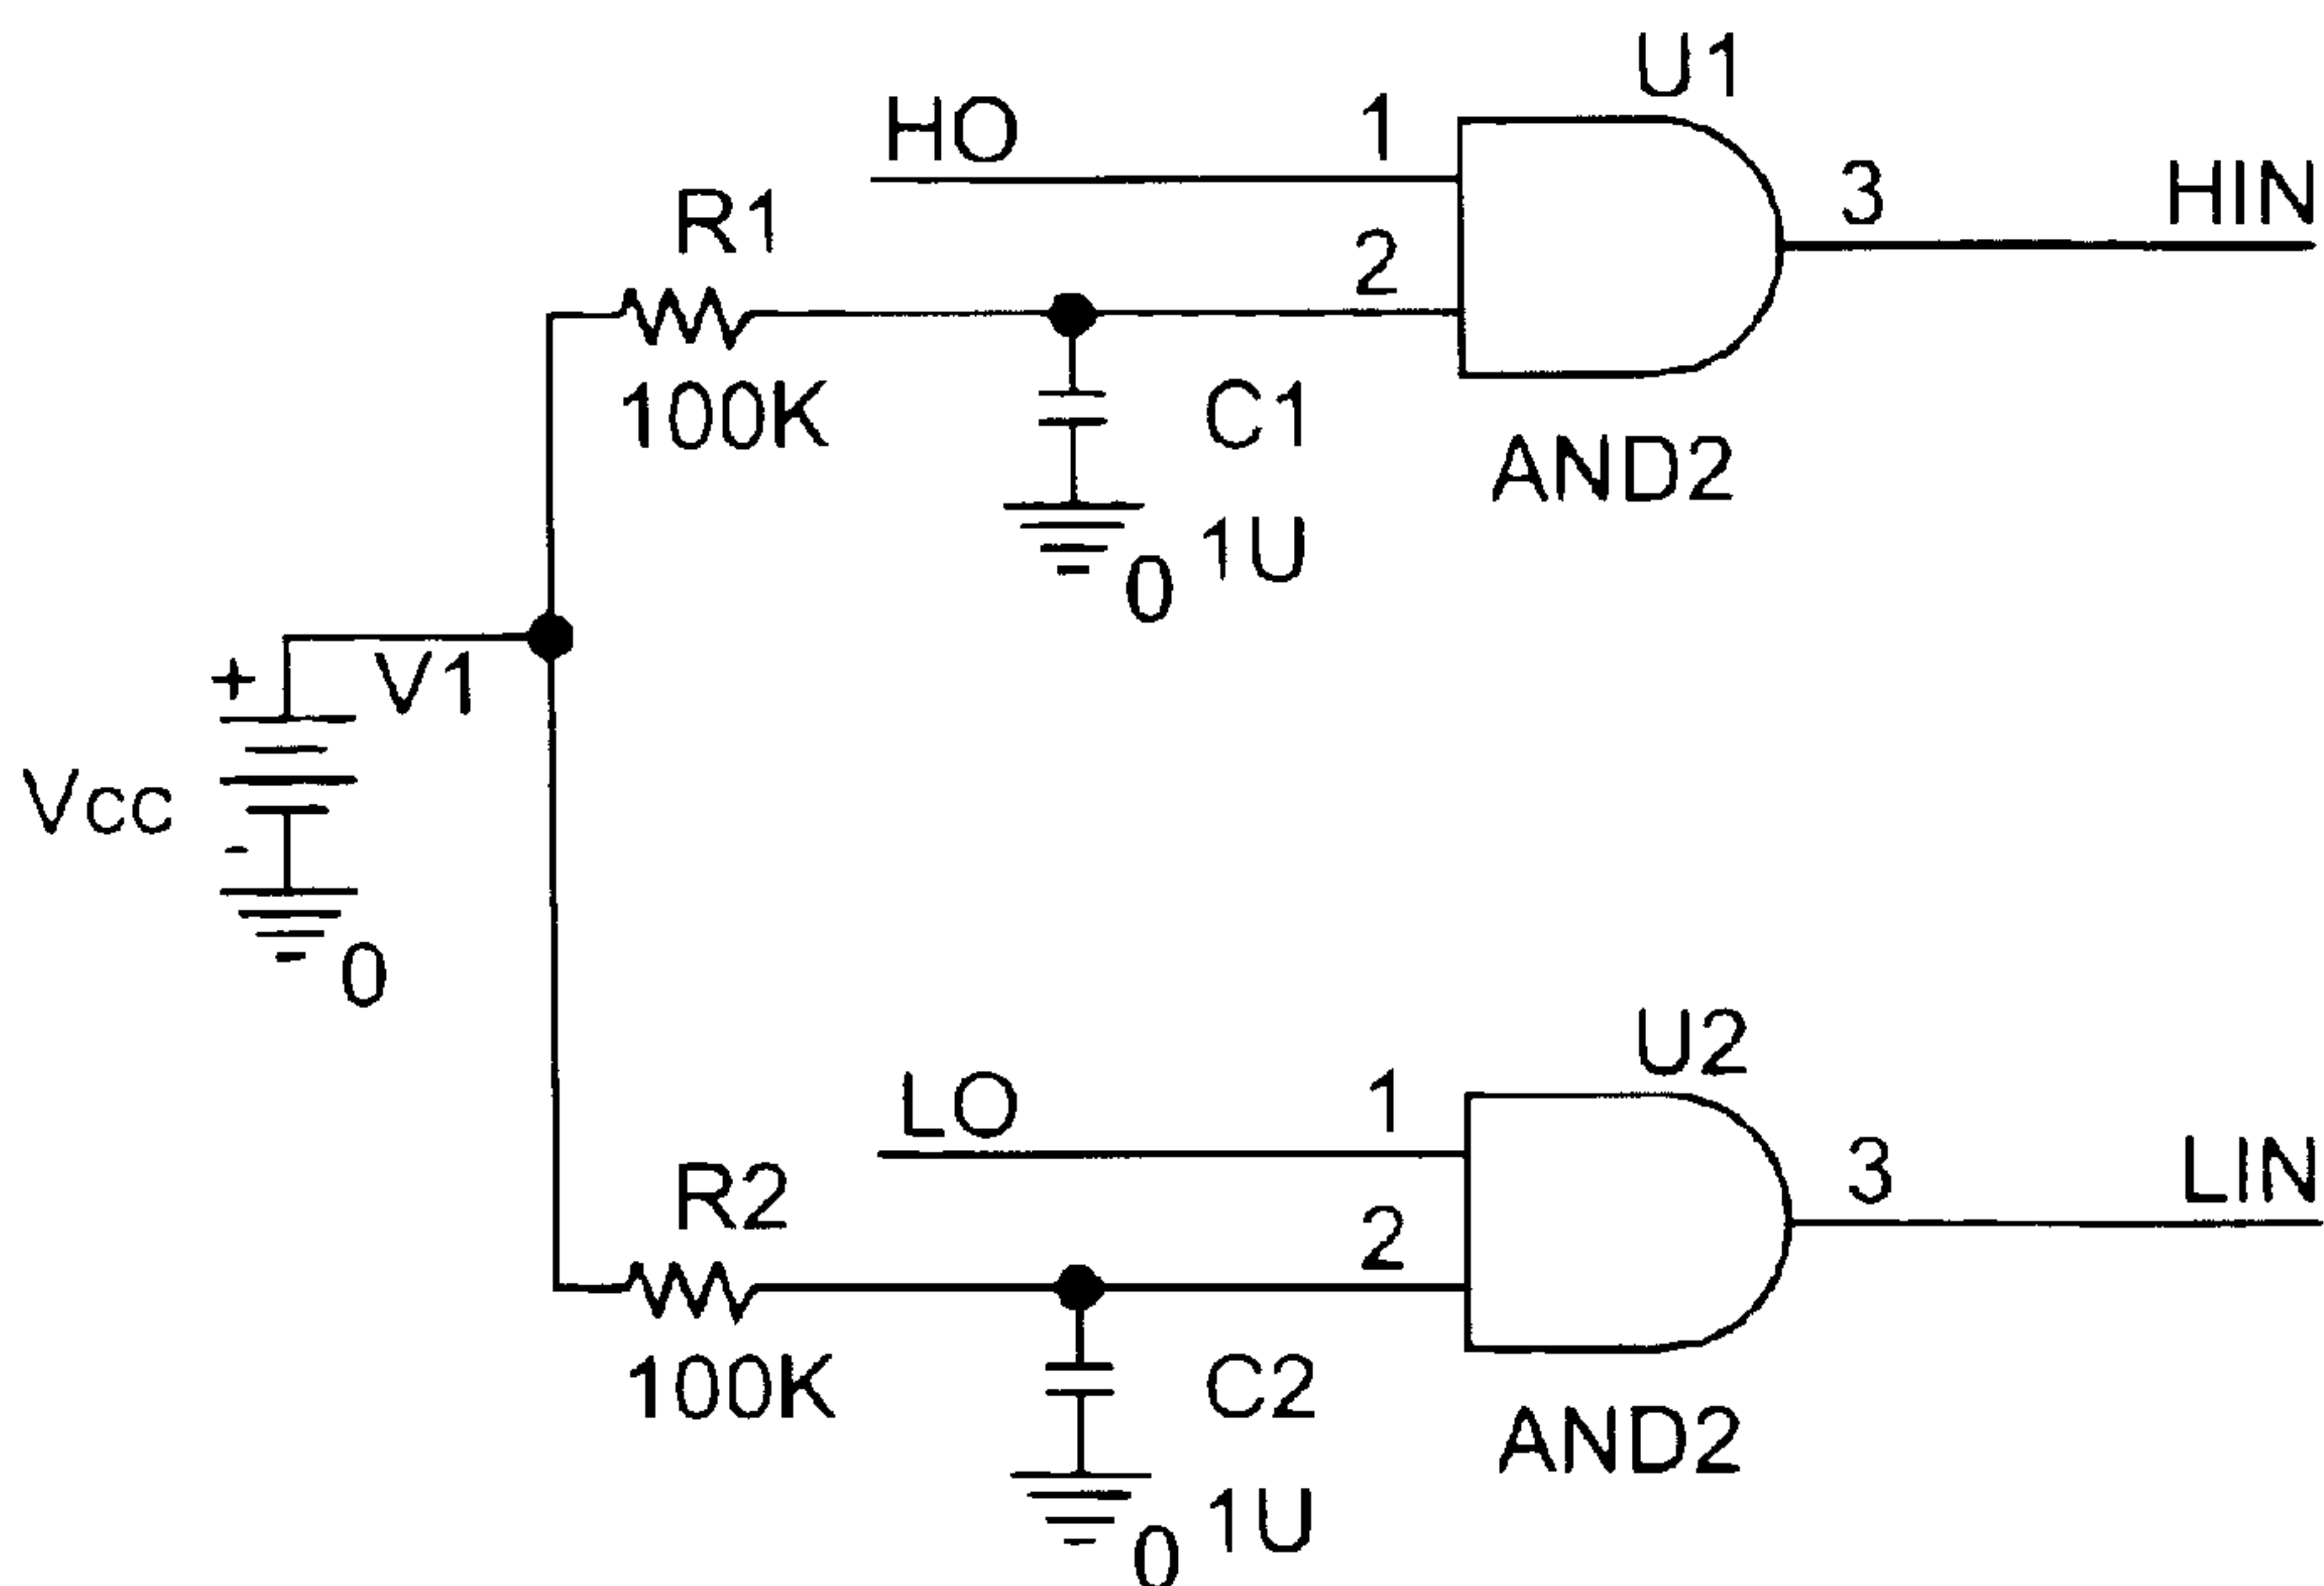 U1
HO 1
3 HIN
R1
2
100K
C1
AND2
1U
0
+ V1
Vcc
-
0
U2
LO 1
3 LIN
R2
2
100K
C2
AND2
1U
0